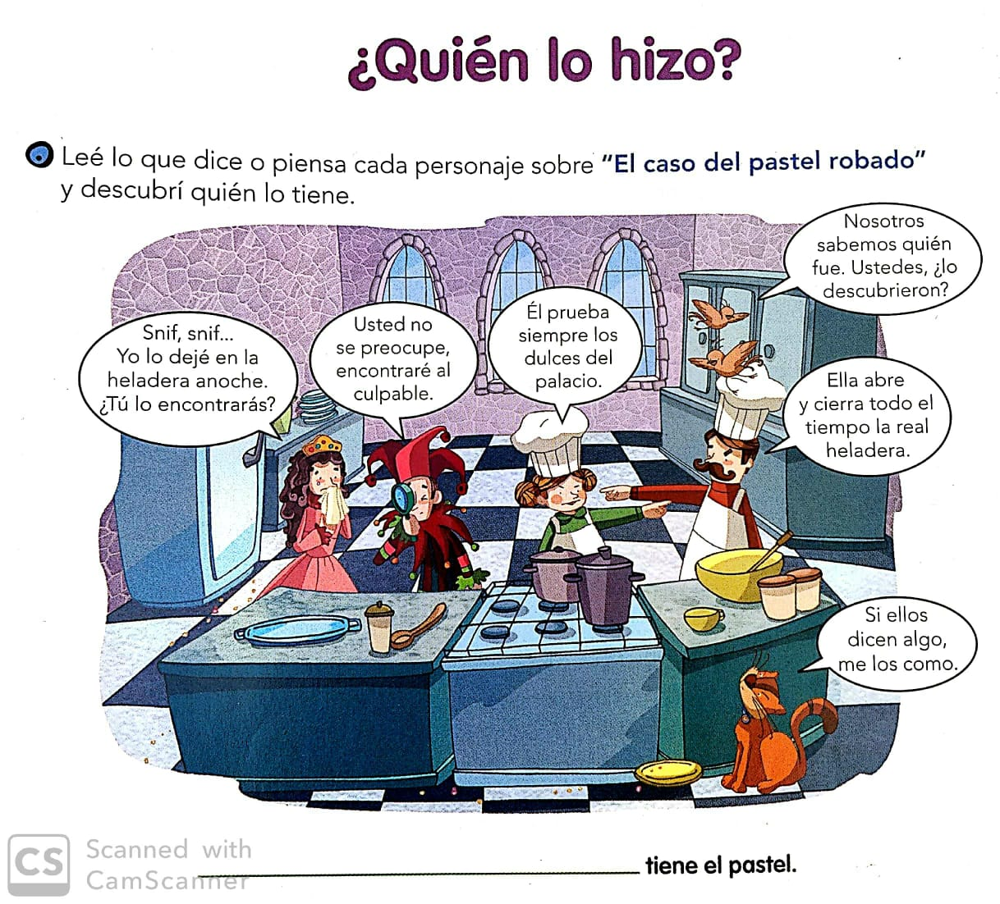 ¿Quién lo hizo?
Leé lo que dice o piensa cada personaje sobre “El caso del pastel robado”
y descubrí quién lo tiene.
Nosotros
sabemos quién
fue. Ustedes, ¿lo
descubrieron?
Snif, snif...
Yo lo dejé en la
heladera anoche.
¿Tú lo encontrarás?
Usted no
se preocupe,
encontraré al
culpable.
Él prueba
siempre los
dulces del
palacio.
Ella abre
y cierra todo el
tiempo la real
heladera.
Si ellos
dicen algo,
me los como.
tiene el pastel.
CS
Scanned with
CamScanner